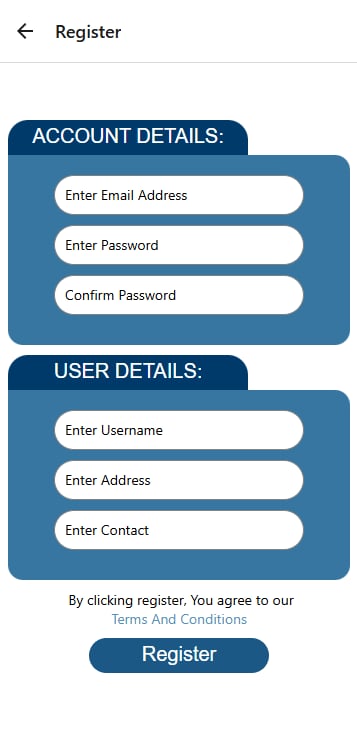 Register
ACCOUNT DETAILS:
Enter Email Address
Enter Password
Confirm Password
USER DETAILS:
Enter Username
Enter Address
Enter Contact
By clicking register, You agree to our
Terms And Conditions
Register